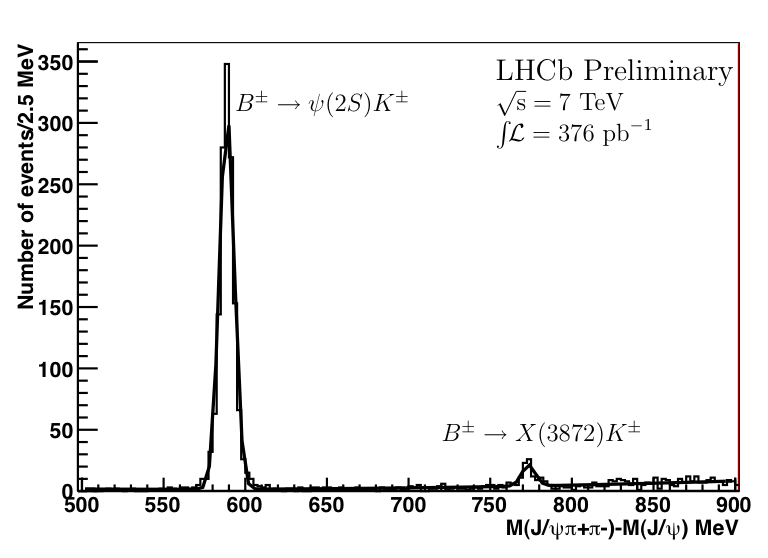 LHCb Preliminary
√s = 7 TeV
∫ℒ = 376 pb⁻¹
B± → ψ(2S)K±
B± → X(3872)K±
Number of events/2.5 MeV
350
300
250
200
150
100
50
0
500 550 600 650 700 750 800 850 900
M(J/ψπ+π-)-M(J/ψ) MeV